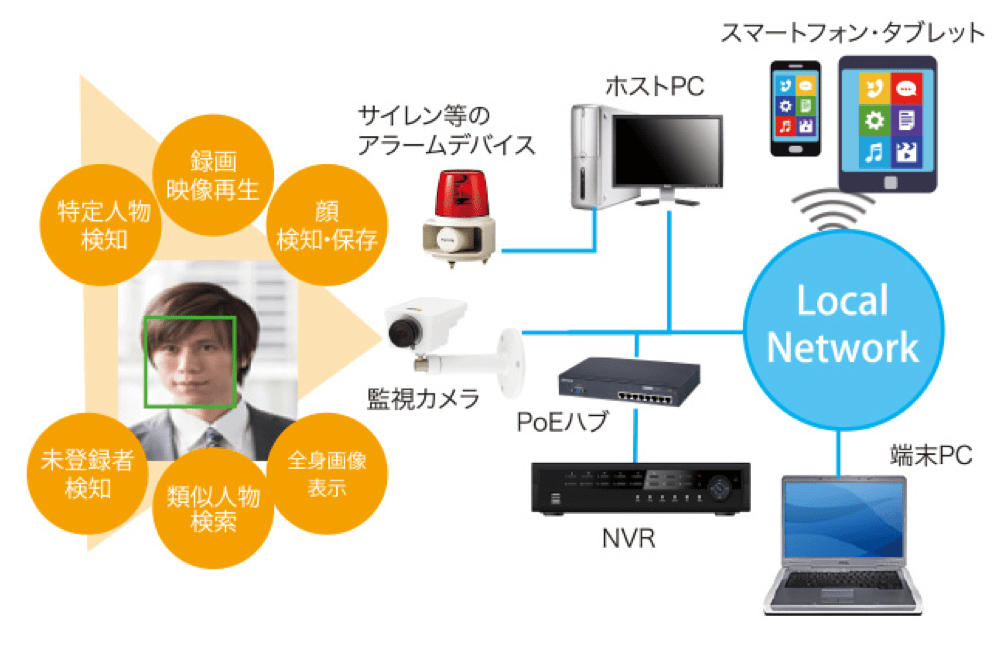 スマートフォン・タブレット
ホストPC
サイレン等の
アラームデバイス
録画
映像再生
特定人物
検知
顔
検知・保存
Local
Network
監視カメラ
PoEハブ
端末PC
未登録者
検知
類似人物
検索
全身画像
表示
NVR